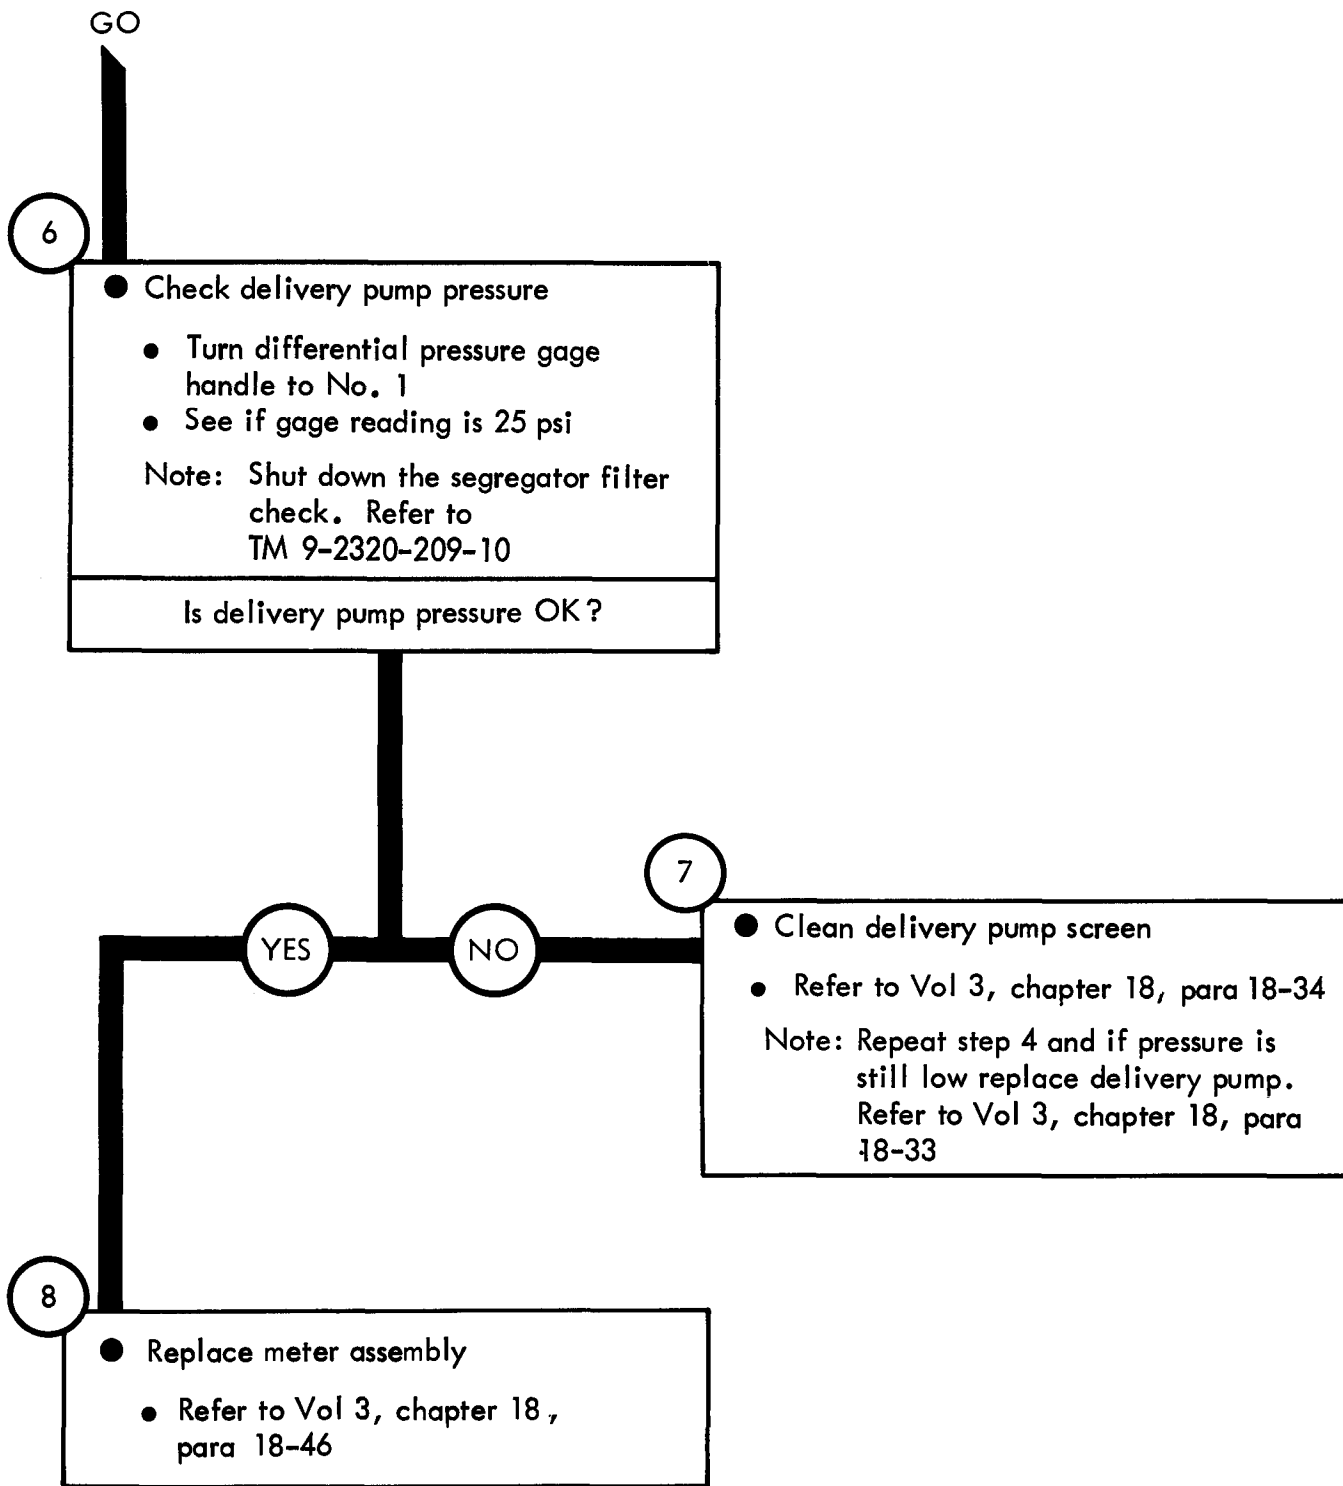 GO
6
● Check delivery pump pressure
● Turn differential pressure gage
handle to No. 1
● See if gage reading is 25 psi
Note: Shut down the segregator filter
check. Refer to
TM 9-2320-209-10
Is delivery pump pressure OK?
YES
NO
7
● Clean delivery pump screen
● Refer to Vol 3, chapter 18, para 18-34
Note: Repeat step 4 and if pressure is
still low replace delivery pump.
Refer to Vol 3, chapter 18, para
18-33
8
● Replace meter assembly
● Refer to Vol 3, chapter 18,
para 18-46